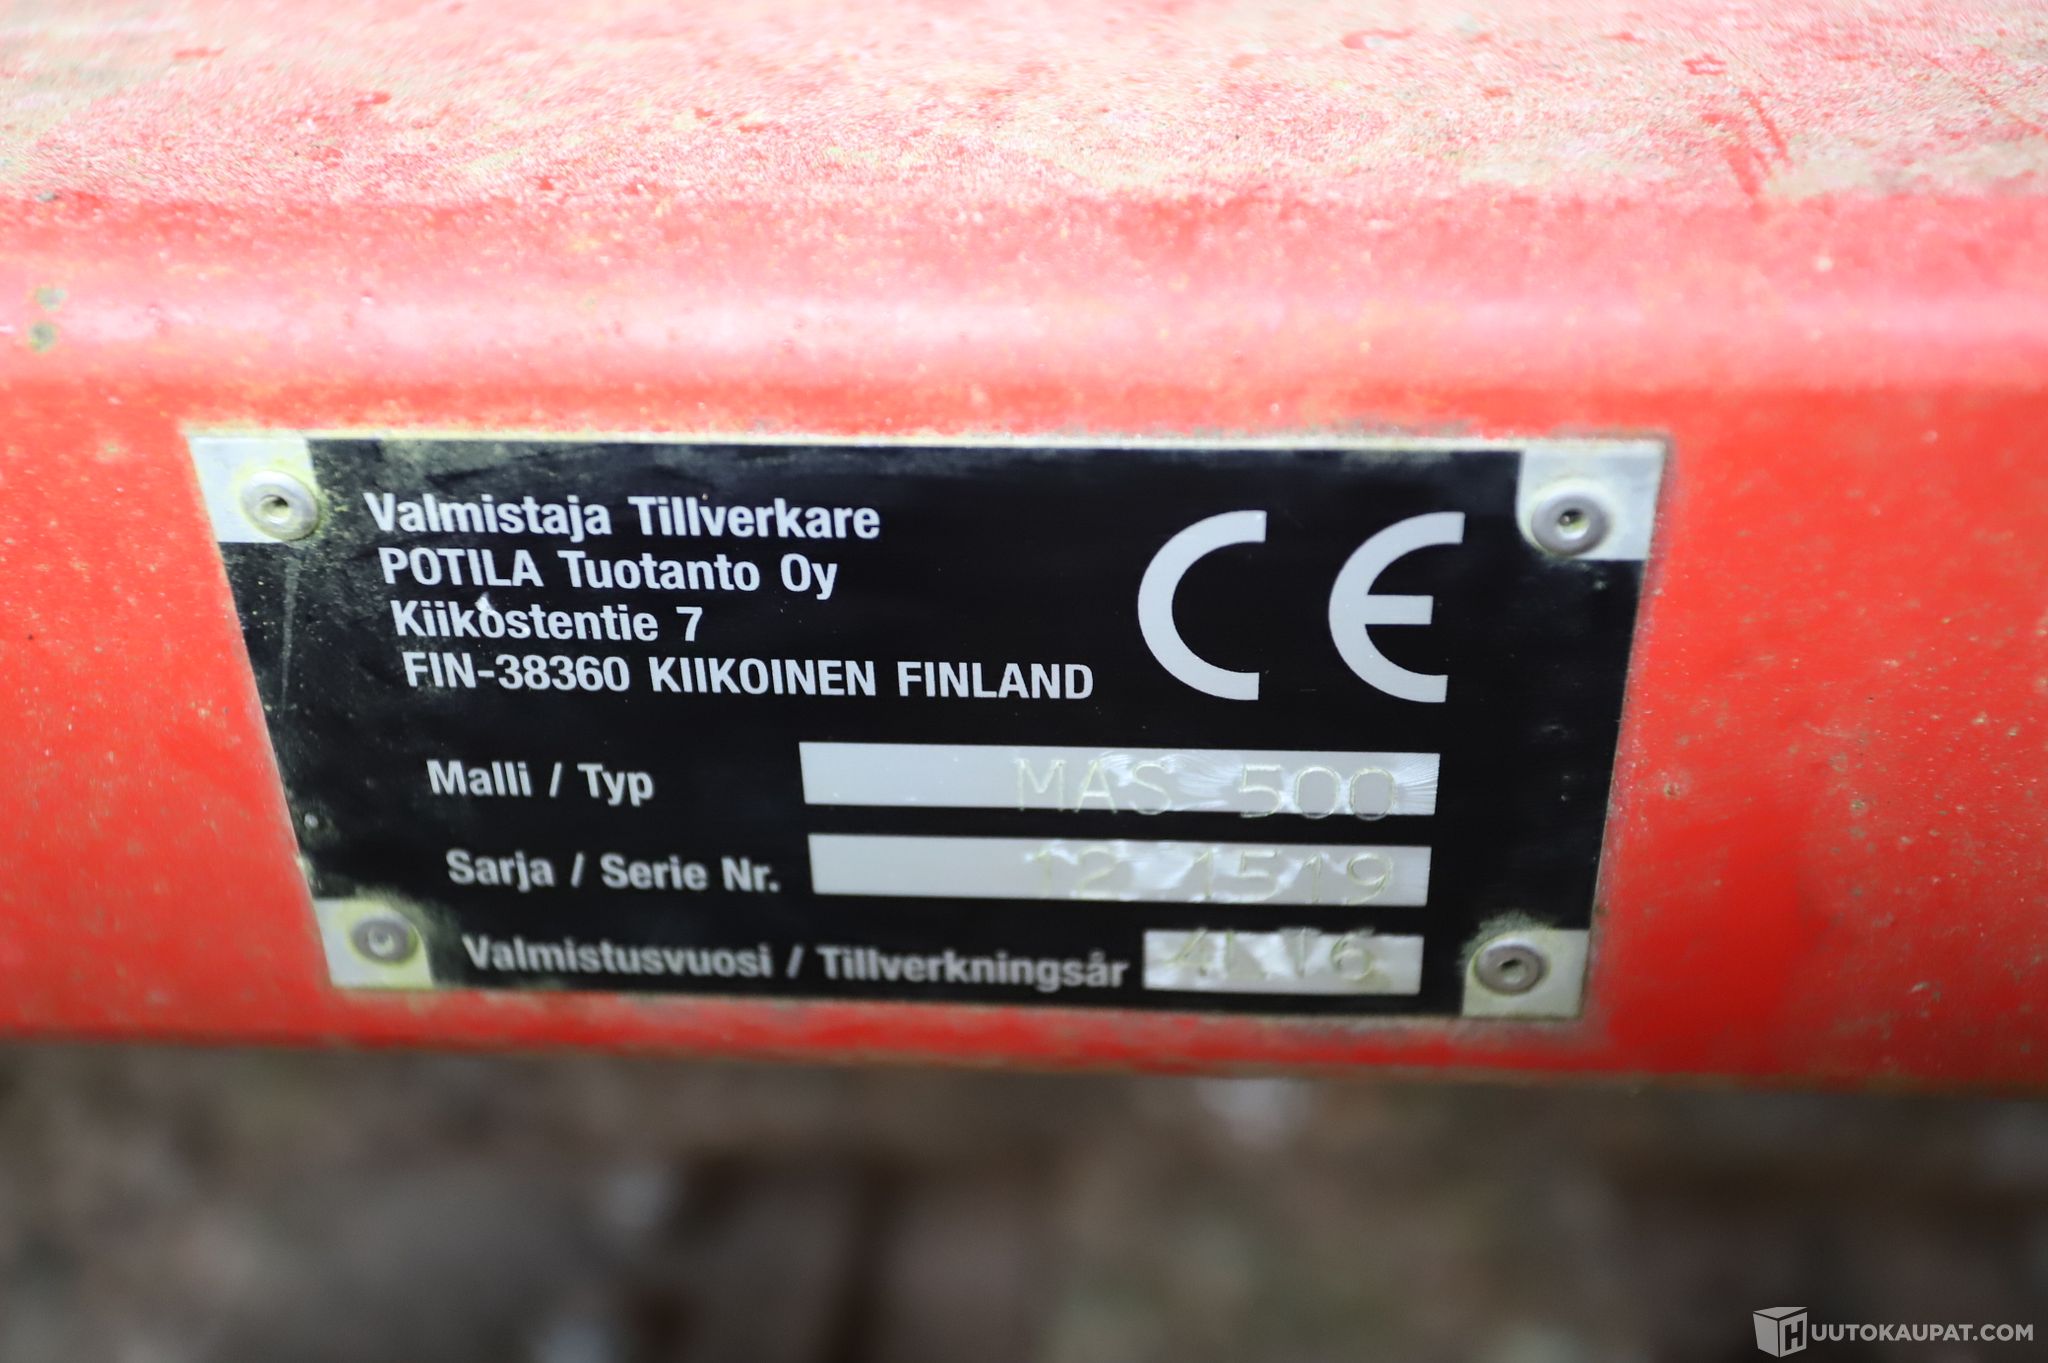 Valmistaja Tillverkare
POTILA Tuotanto Oy
Kiikostentie 7
FIN-38360 KIIKOINEN FINLAND
CE
Malli / Typ MAS 500
Sarja / Serie Nr. 12 1519
Valmistusvuosi / Tillverkningsår
HUUTOKAUPAT.COM